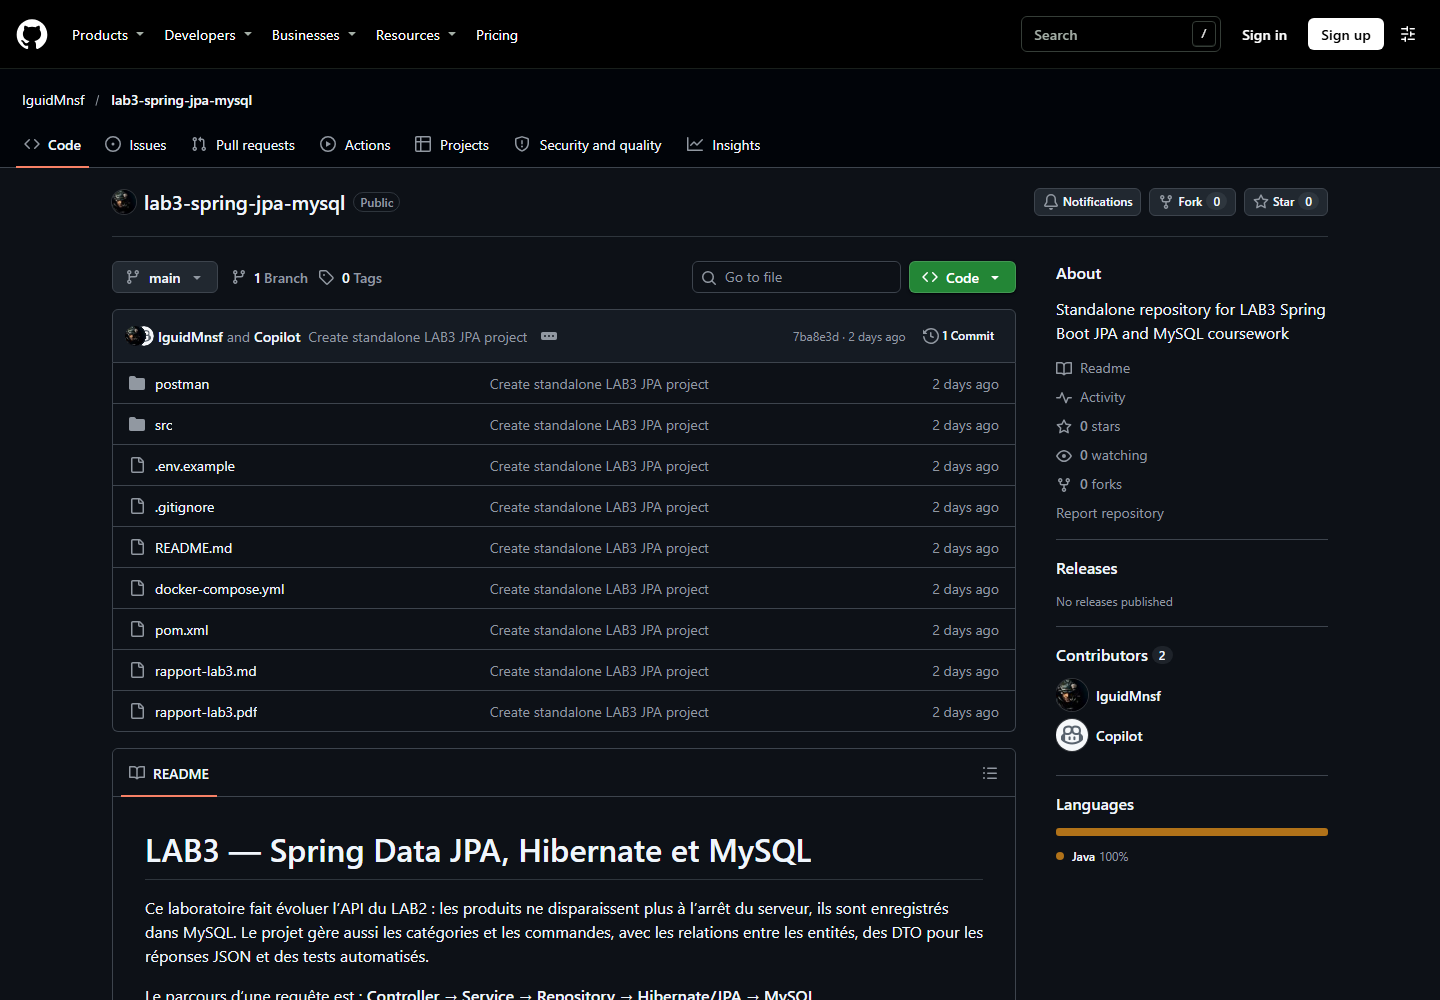 Products Developers Businesses Resources Pricing Search / Sign in Sign up
IguidMnsf / lab3-spring-jpa-mysql
Code Issues Pull requests Actions Projects Security and quality Insights
lab3-spring-jpa-mysql Public Notifications Fork 0 Star 0
main 1 Branch 0 Tags Go to file Code
IguidMnsf and Copilot Create standalone LAB3 JPA project 7ba8e3d · 2 days ago 1 Commit
postman Create standalone LAB3 JPA project 2 days ago
src Create standalone LAB3 JPA project 2 days ago
.env.example Create standalone LAB3 JPA project 2 days ago
.gitignore Create standalone LAB3 JPA project 2 days ago
README.md Create standalone LAB3 JPA project 2 days ago
docker-compose.yml Create standalone LAB3 JPA project 2 days ago
pom.xml Create standalone LAB3 JPA project 2 days ago
rapport-lab3.md Create standalone LAB3 JPA project 2 days ago
rapport-lab3.pdf Create standalone LAB3 JPA project 2 days ago
README
LAB3 — Spring Data JPA, Hibernate et MySQL
Ce laboratoire fait évoluer l'API du LAB2 : les produits ne disparaissent plus à l'arrêt du serveur, ils sont enregistrés
dans MySQL. Le projet gère aussi les catégories et les commandes, avec les relations entre les entités, des DTO pour les
réponses JSON et des tests automatisés.
Le parcours d'une requête est : Controller → Service → Repository → Hibernate/JPA → MySQL
About
Standalone repository for LAB3 Spring
Boot JPA and MySQL coursework
Readme
Activity
0 stars
0 watching
0 forks
Report repository
Releases
No releases published
Contributors 2
IguidMnsf
Copilot
Languages
Java 100%